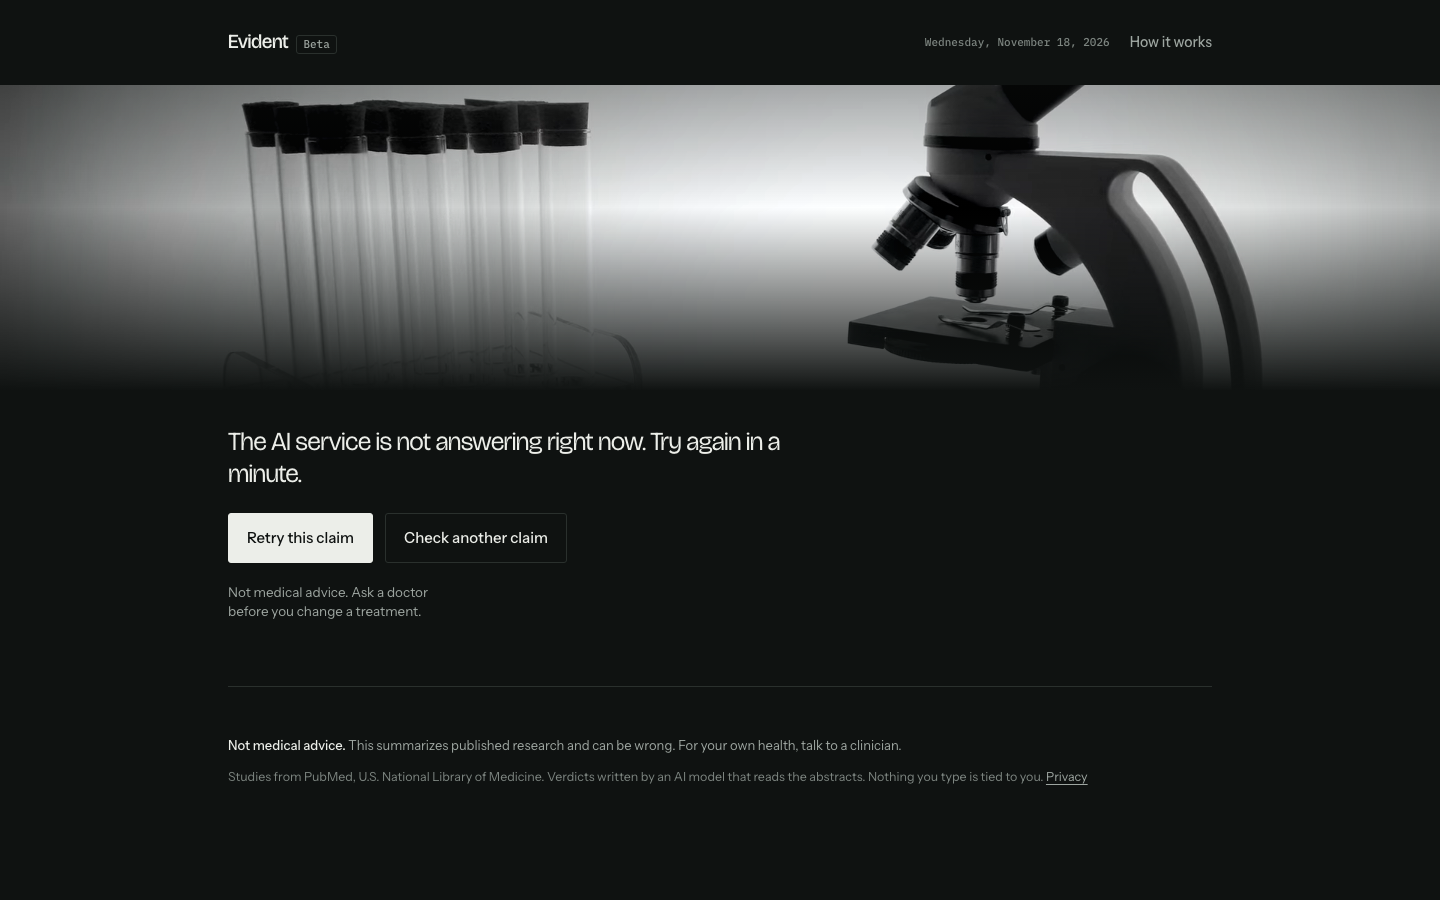 Evident Beta
Wednesday, November 18, 2026 How it works
The AI service is not answering right now. Try again in a
minute.
Retry this claim Check another claim
Not medical advice. Ask a doctor
before you change a treatment.
Not medical advice. This summarizes published research and can be wrong. For your own health, talk to a clinician.
Studies from PubMed, U.S. National Library of Medicine. Verdicts written by an AI model that reads the abstracts. Nothing you type is tied to you. Privacy